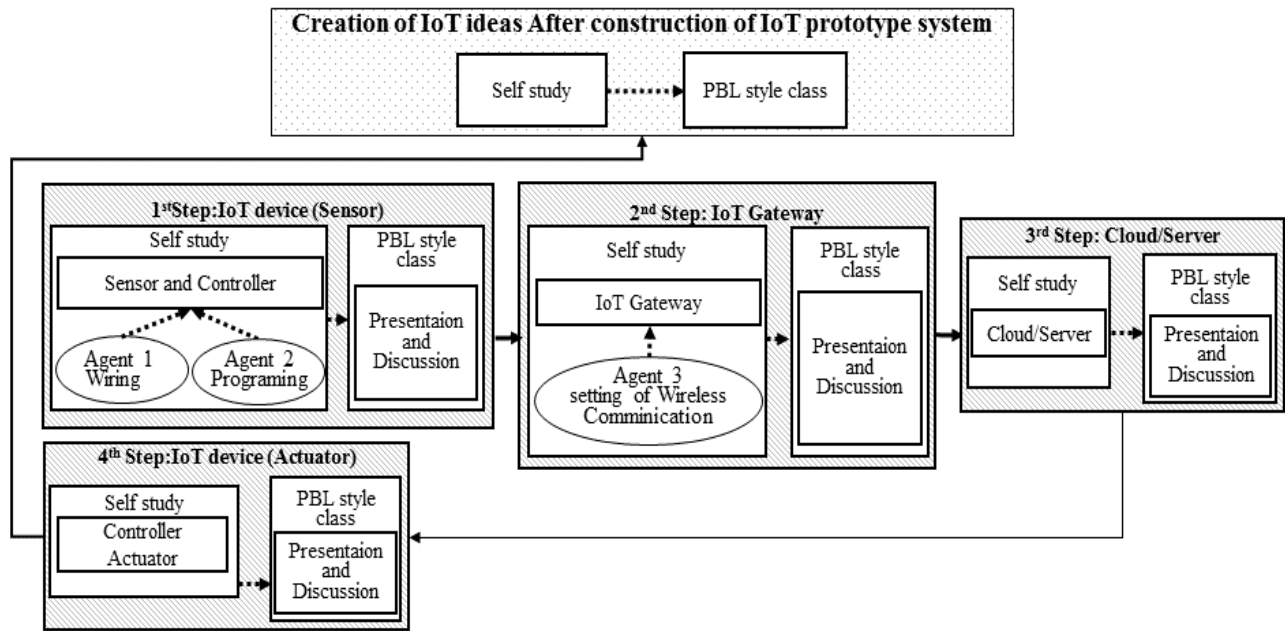 Creation of IoT ideas After construction of IoT prototype system
Self study
PBL style class
1stStep:IoT device (Sensor)
Self study
Sensor and Controller
Agent 1
Wiring
Agent 2
Programing
PBL style
class
Presentaion
and
Discussion
2nd Step: IoT Gateway
Self study
IoT Gateway
Agent 3
setting of Wireless
Comminication
PBL style
class
Presentaion
and
Discussion
3rd Step: Cloud/Server
Self study
Cloud/Server
PBL style
class
Presentaion
and
Discussion
4th Step:IoT device (Actuator)
Self study
Controller
Actuator
PBL style
class
Presentaion
and
Discussion